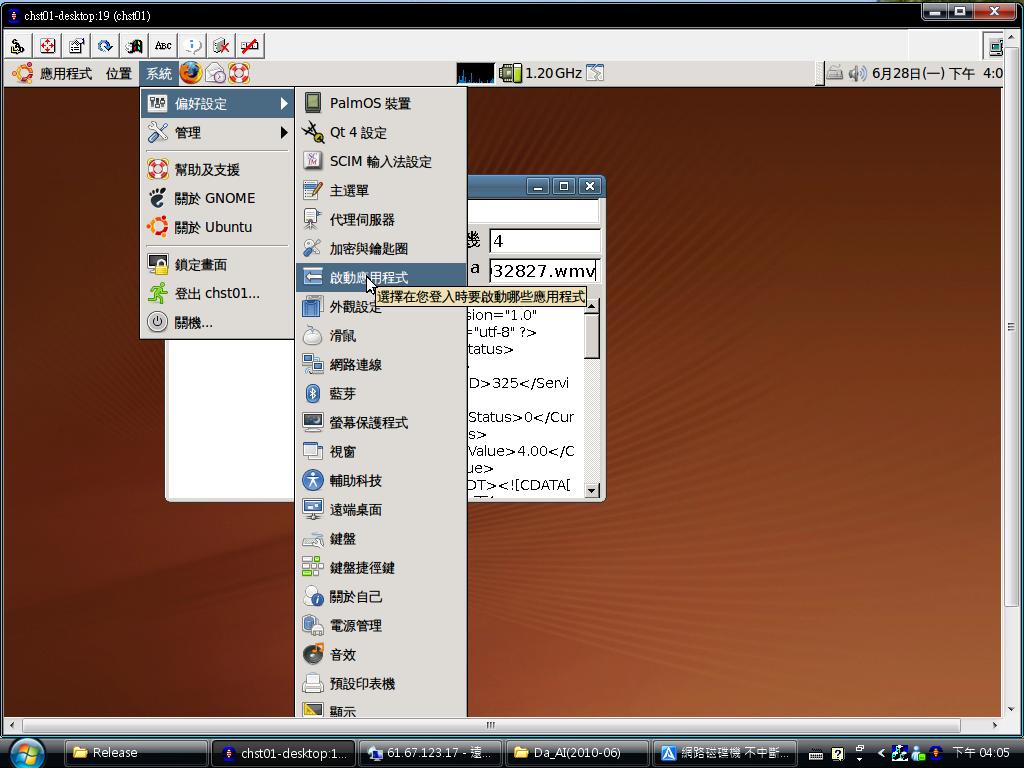 chst01-desktop:19 (chst01)
ABC
應用程式 位置 系統
1.20 GHz
6月28日(一) 下午 4:0
偏好設定
管理
幫助及支援
關於 GNOME
關於 Ubuntu
鎖定畫面
登出 chst01...
關機...
PalmOS 裝置
Qt 4 設定
SCIM 輸入法設定
主選單
代理伺服器
加密與鑰匙圈
啟動應用程式
選擇在您登入時要啟動哪些應用程式
外觀設定
滑鼠
網路連線
藍芽
螢幕保護程式
視窗
輔助科技
遠端桌面
鍵盤
鍵盤捷徑鍵
關於自己
電源管理
音效
預設印表機
顯示
幾 4
a 032827.wmv
sion="1.0"
="utf-8" ?>
tatus>
D>325</Servi
Status>0</Cur
s>
Value>4.00</C
ue>
DT><![CDATA[
Release
chst01-desktop:1...
61.67.123.17 - 遠...
Da_AI(2010-06)
網路磁碟機 不中斷...
下午 04:05